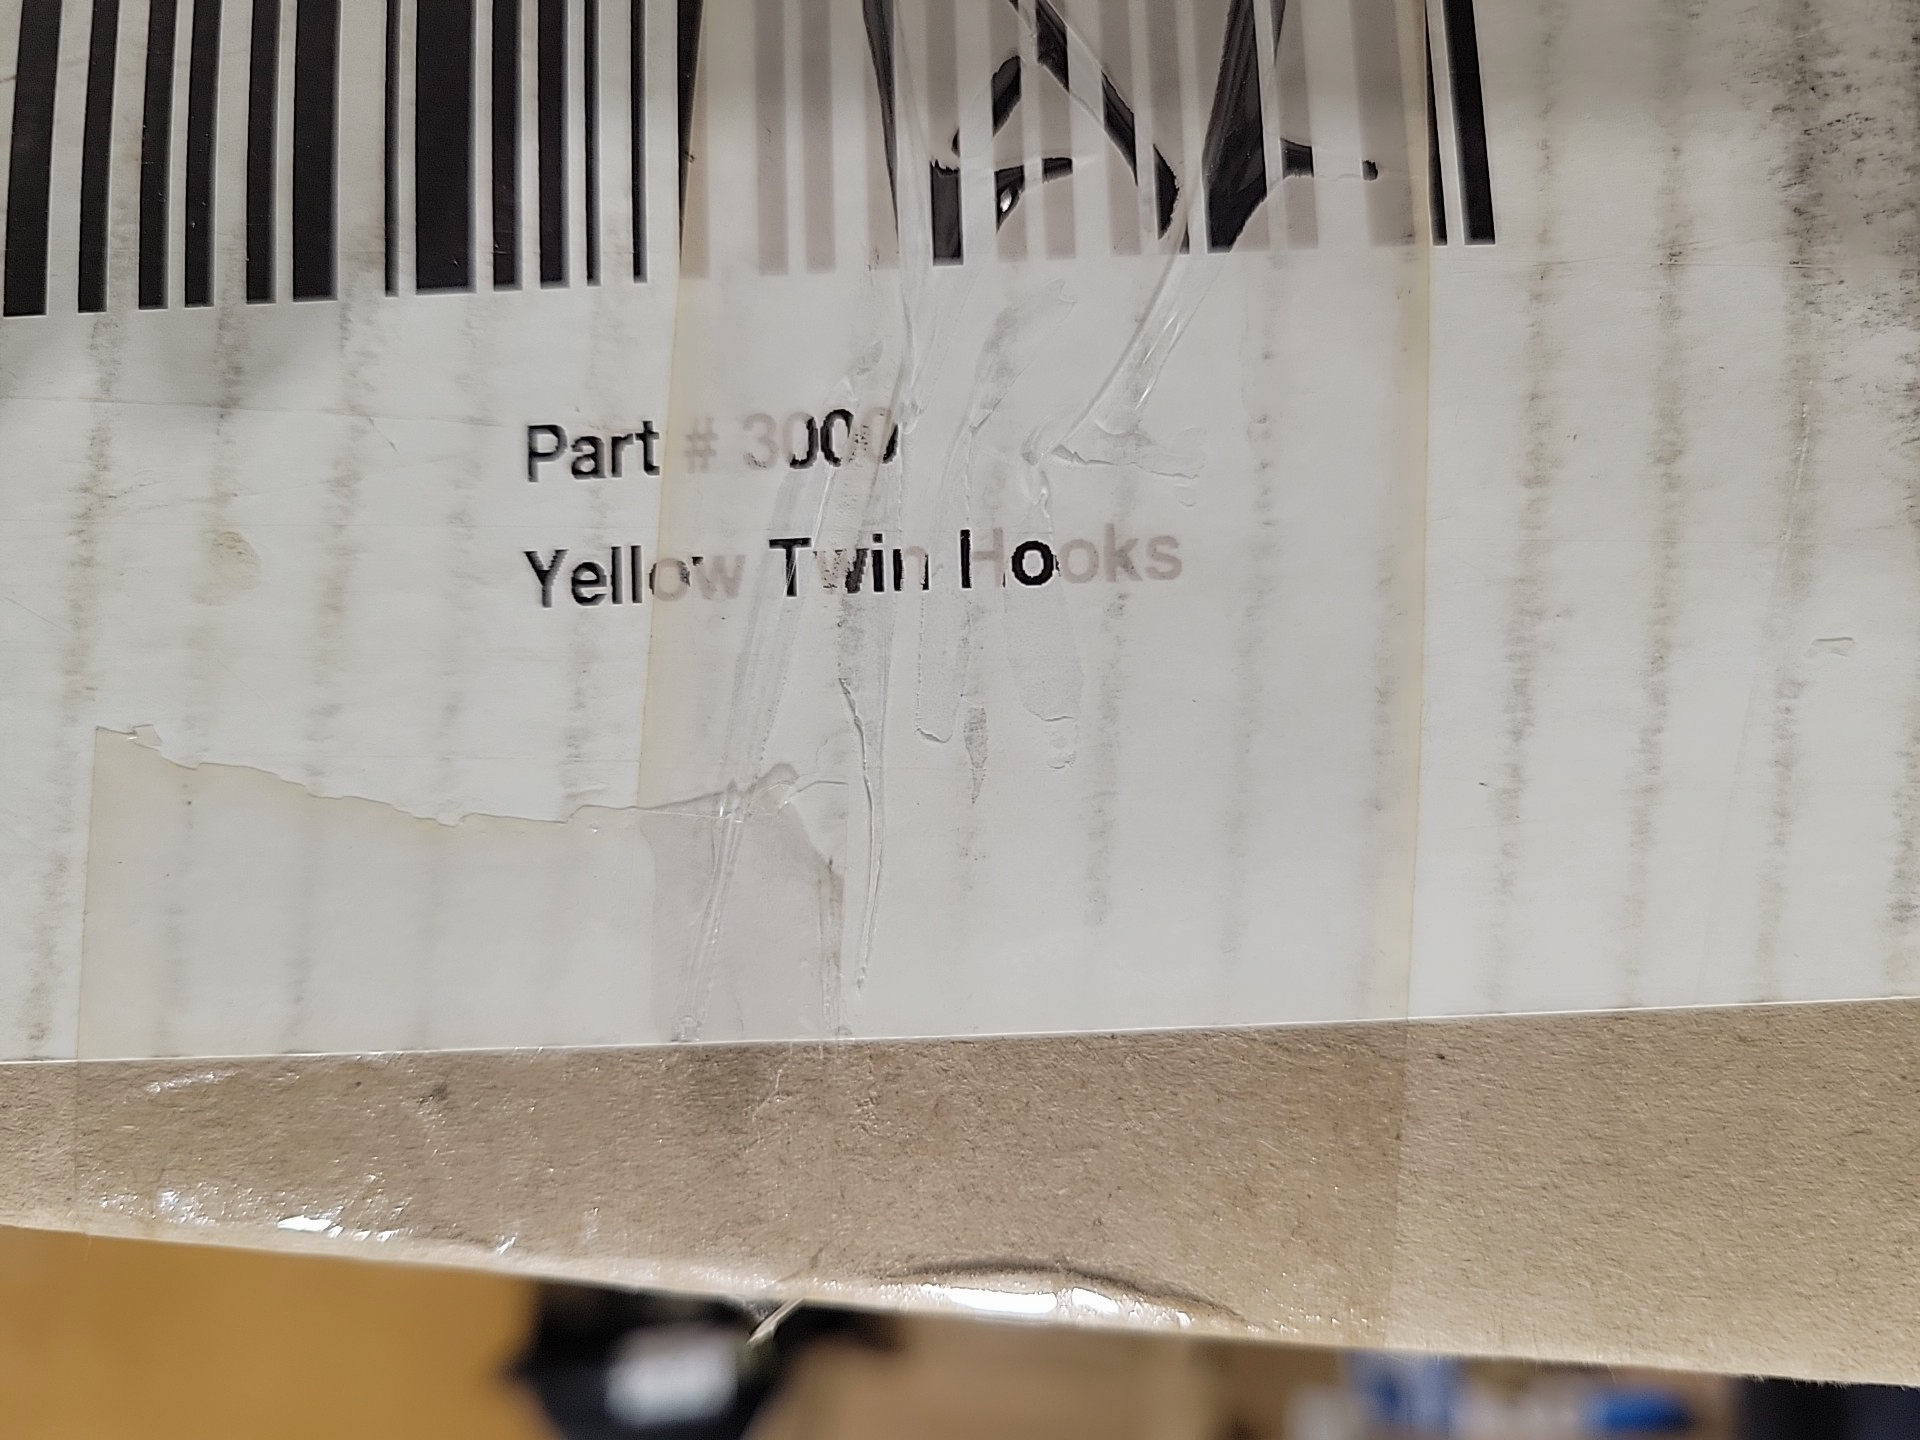 Part # 3000
Yellow Twin Hooks